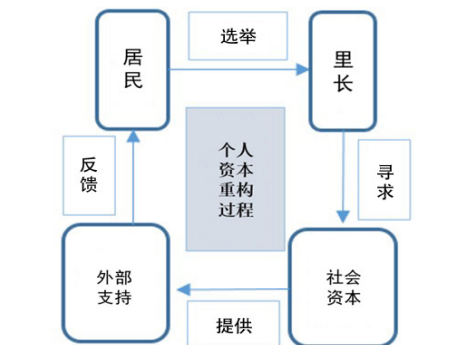 居
民
选举
里
长
反
馈
个人
资本
重构
过程
寻
求
外部
支持
社会
资本
提供